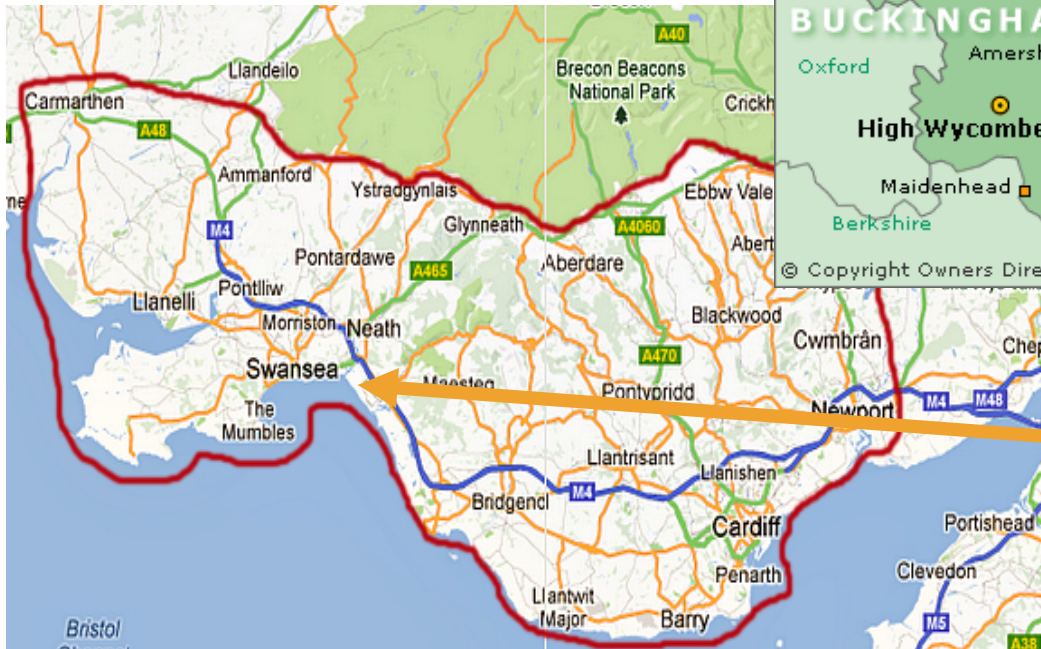 BUCKINGHA
Oxford
Amersh
High Wycombe
Maidenhead
Berkshire
© Copyright Owners Dire
A40
Llandeilo
Brecon Beacons
National Park
Crickh
Carmarthen
A48
Ammanford
Ystradgynlais
Ebbw Vale
Glynneath
A4060
M4
Pontardawe
A465
Aberdare
Abert
Pontlliw
Llanelli
Morriston
Neath
Blackwood
Cwmbrân
Chep
Swansea
A470
Maesteg
Pontypridd
The
Mumbles
Newport
M4
M48
Llantrisant
Llanishen
Bridgend
M4
Cardiff
Portishead
Penarth
Clevedon
Llantwit
Major
Barry
M5
A38
Bristol